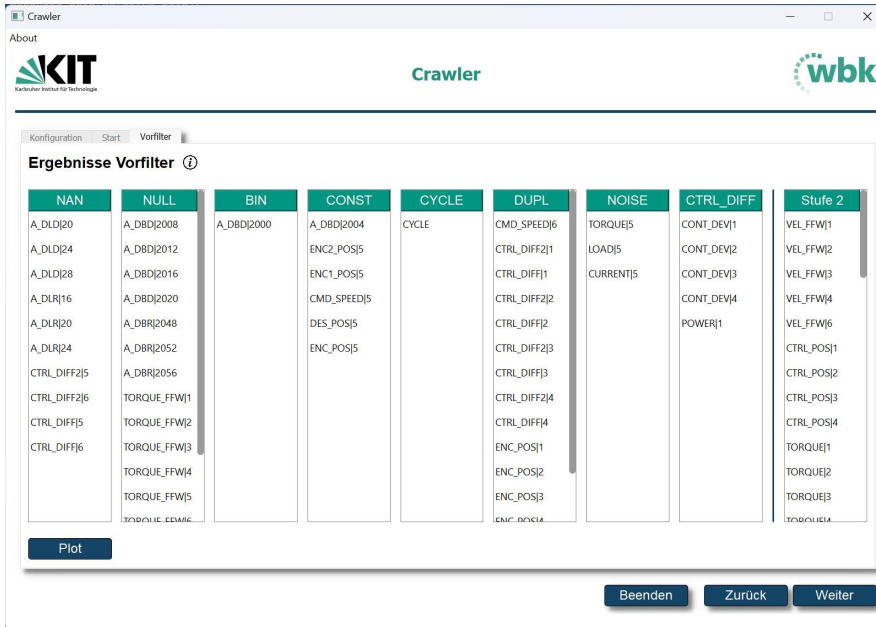 Crawler
About
KIT
Karlsruher Institut für Technologie
Crawler
wbk
Konfiguration Start Vorfilter
Ergebnisse Vorfilter i
NAN NULL BIN CONST CYCLE DUPL NOISE CTRL_DIFF Stufe 2
A_DLD|20 A_DBD|2008 A_DBD|2000 A_DBD|2004 CYCLE CMD_SPEED|6 TORQUE|5 CONT_DEV|1 VEL_FFW|1
A_DLD|24 A_DBD|2012 ENC2_POS|5 CTRL_DIFF2|1 LOAD|5 CONT_DEV|2 VEL_FFW|2
A_DLD|28 A_DBD|2016 ENC1_POS|5 CTRL_DIFF|1 CURRENT|5 CONT_DEV|3 VEL_FFW|3
A_DLR|16 A_DBD|2020 CMD_SPEED|5 CTRL_DIFF2|2 CONT_DEV|4 VEL_FFW|4
A_DLR|20 A_DBR|2048 DES_POS|5 CTRL_DIFF|2 POWER|1 VEL_FFW|6
A_DLR|24 A_DBR|2052 ENC_POS|5 CTRL_DIFF2|3 CTRL_POS|1
CTRL_DIFF2|5 A_DBR|2056 CTRL_DIFF|3 CTRL_POS|2
CTRL_DIFF2|6 TORQUE_FFW|1 CTRL_DIFF2|4 CTRL_POS|3
CTRL_DIFF|5 TORQUE_FFW|2 CTRL_DIFF|4 CTRL_POS|4
CTRL_DIFF|6 TORQUE_FFW|3 ENC_POS|1 TORQUE|1
TORQUE_FFW|4 ENC_POS|2 TORQUE|2
TORQUE_FFW|5 ENC_POS|3 TORQUE|3
TORQUE_FFW|6 ENC_POS|4 TORQUE|4
Plot
Beenden Zurück Weiter